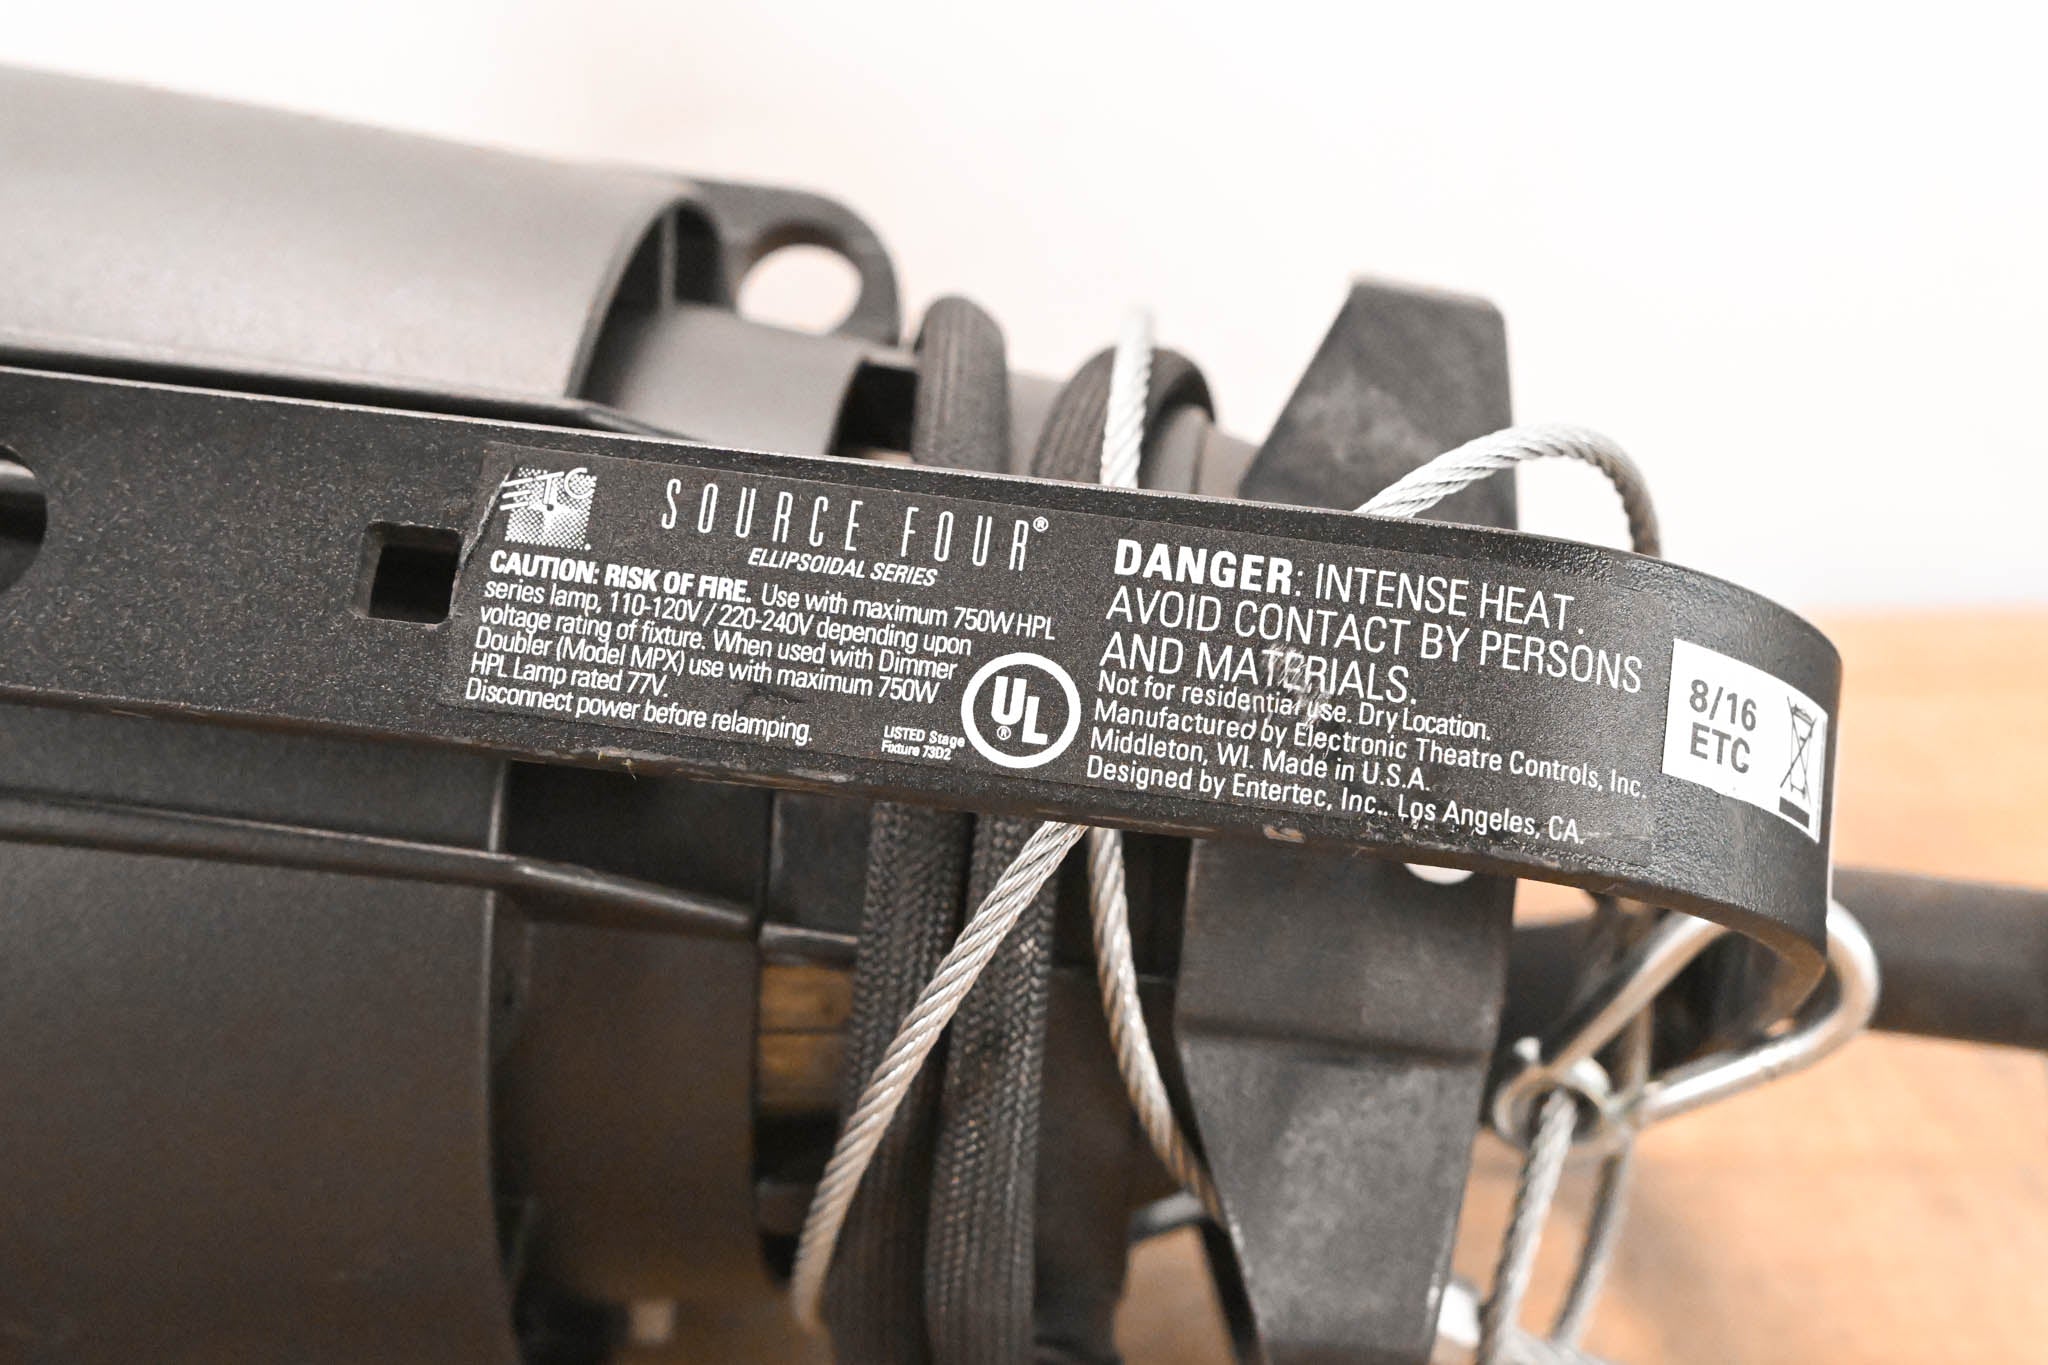 ETC
SOURCE FOUR®
ELLIPSOIDAL SERIES
CAUTION: RISK OF FIRE. Use with maximum 750W HPL
series lamp, 110-120V / 220-240V depending upon
voltage rating of fixture. When used with Dimmer
Doubler (Model MPX) use with maximum 750W
HPL Lamp rated 77V.
Disconnect power before relamping.
LISTED Stage
Fixture 73D2
UL®
DANGER: INTENSE HEAT.
AVOID CONTACT BY PERSONS
AND MATERIALS.
Not for residential use. Dry Location.
Manufactured by Electronic Theatre Controls, Inc.
Middleton, WI. Made in U.S.A.
Designed by Entertec, Inc., Los Angeles, CA.
8/16
ETC